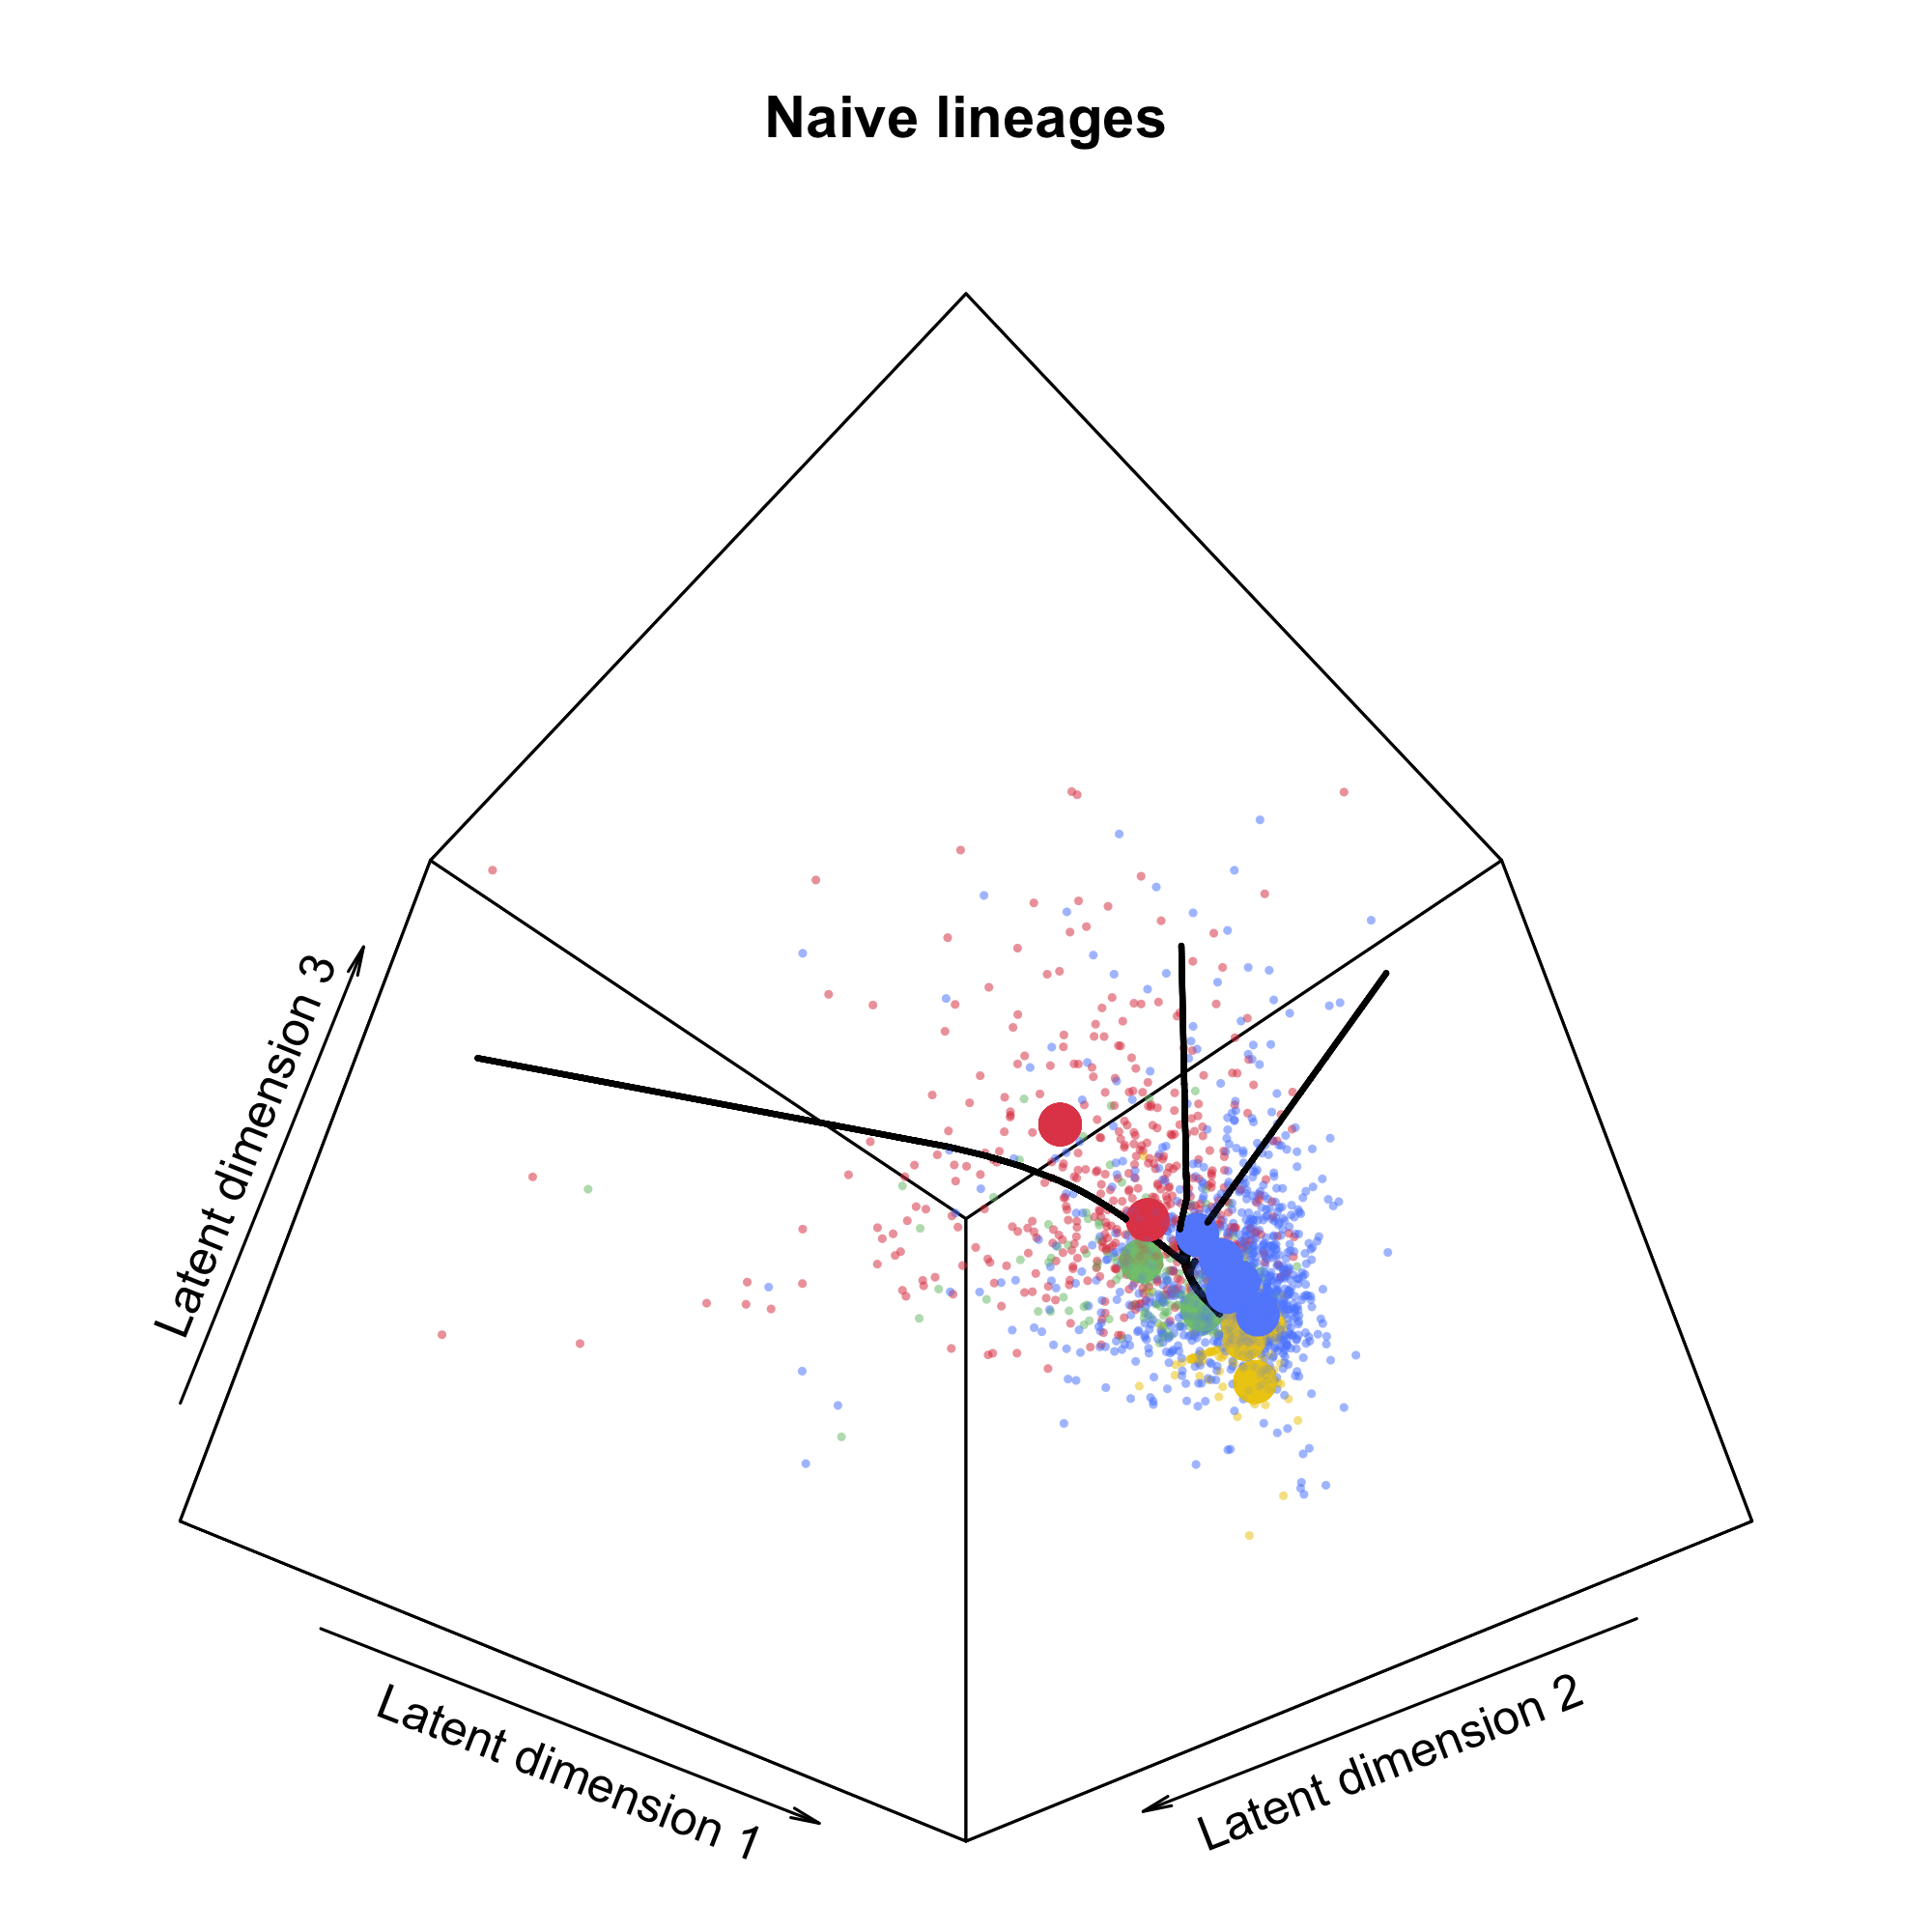 Naive lineages
Latent dimension 3
Latent dimension 1
Latent dimension 2